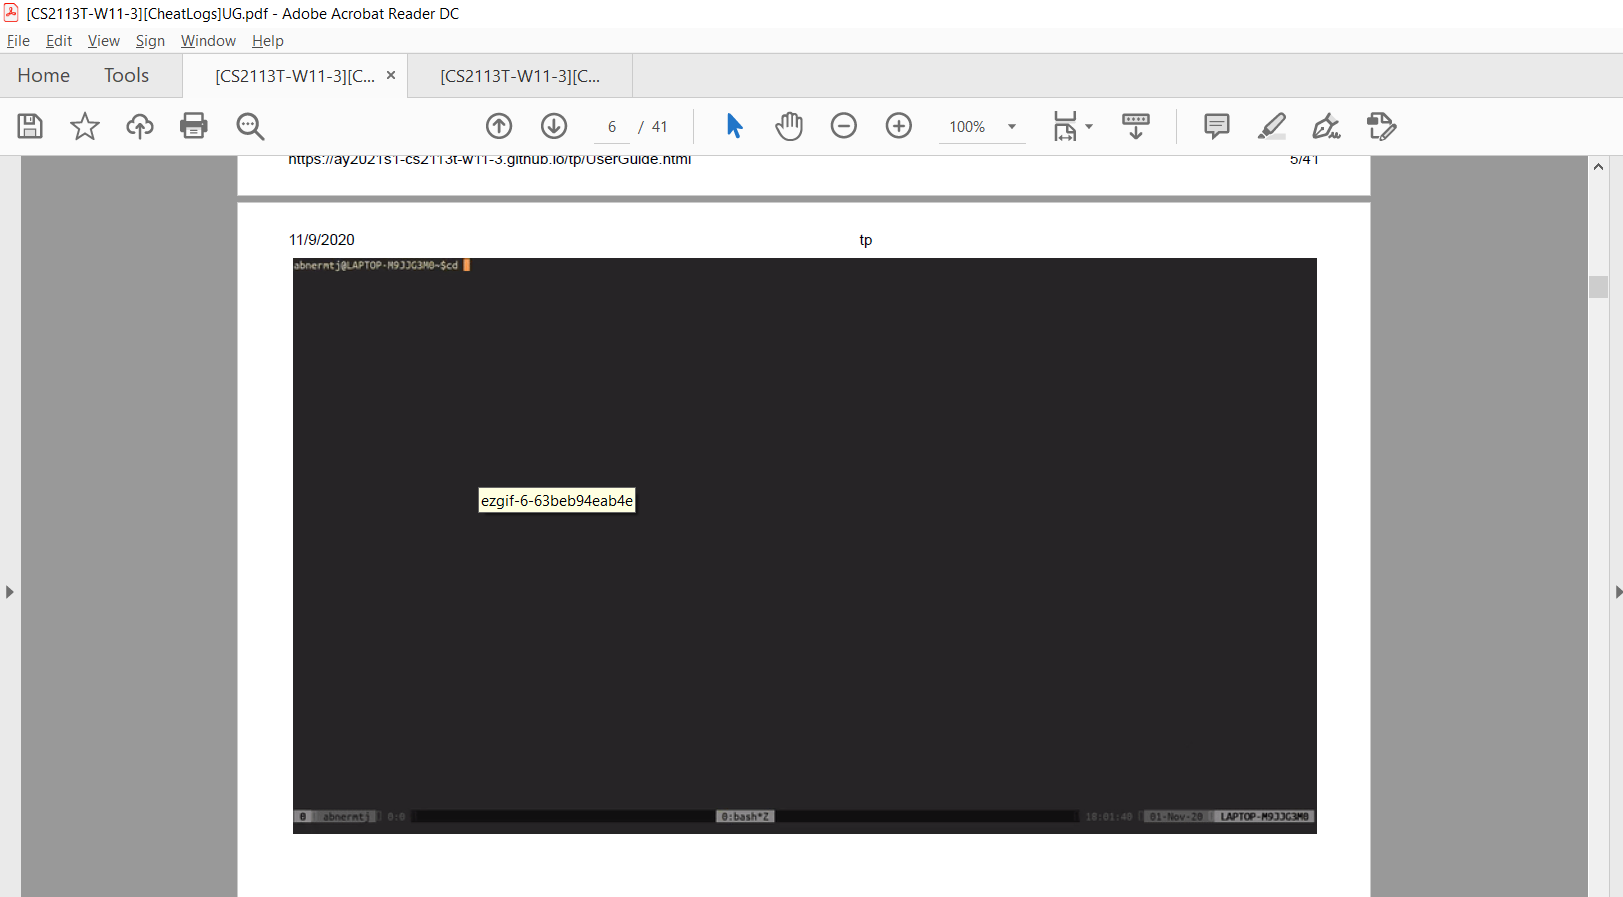 [CS2113T-W11-3][CheatLogs]UG.pdf - Adobe Acrobat Reader DC
File Edit View Sign Window Help
Home Tools [CS2113T-W11-3][C... × [CS2113T-W11-3][C...
6 / 41 100%
https://ay2021s1-cs2113t-w11-3.github.io/tp/UserGuide.html 5/41
11/9/2020 tp
abnermtj@LAPTOP-M9JJG3M0~$cd
ezgif-6-63beb94eab4e
0 abnermtj 0:0 0:bash*Z 18:01:40 01-Nov-20 LAPTOP-M9JJG3M0